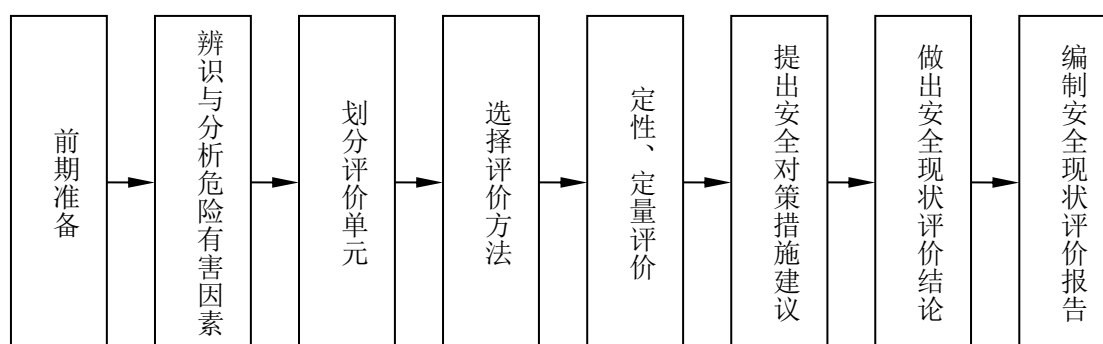 前期准备
辨识与分析危险有害因素
划分评价单元
选择评价方法
定性、定量评价
提出安全对策措施建议
做出安全现状评价结论
编制安全现状评价报告